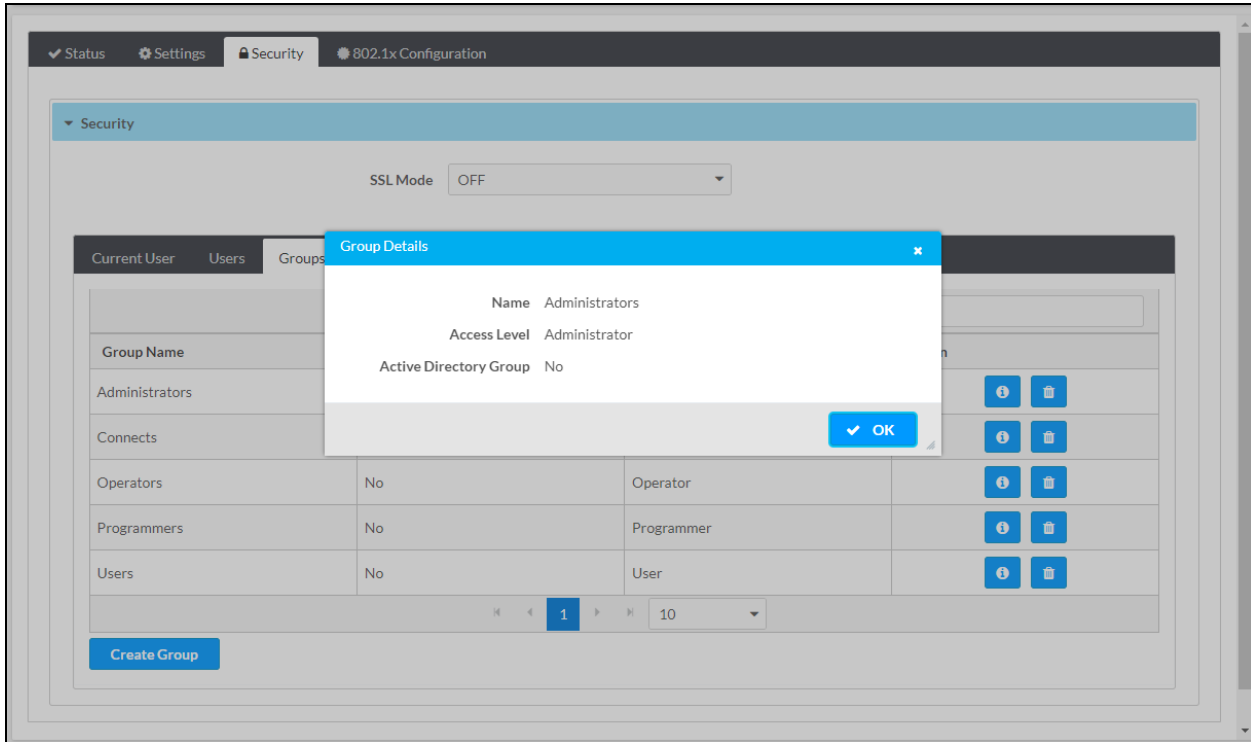 Status Settings Security 802.1x Configuration
Security
SSL Mode OFF
Current User Users Groups
Group Details
Name Administrators
Access Level Administrator
Active Directory Group No
OK
Group Name
Administrators
Connects
Operators No Operator
Programmers No Programmer
Users No User
1 10
Create Group